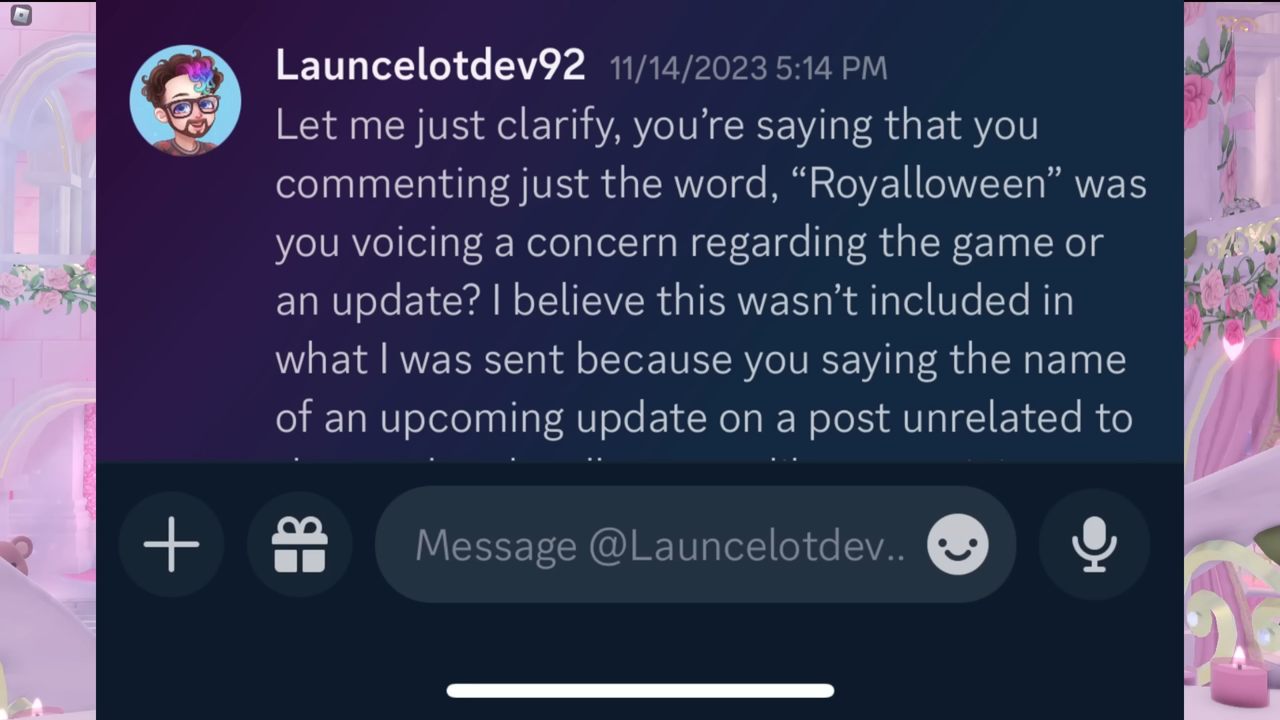 Launcelotdev92 11/14/2023 5:14 PM
Let me just clarify, you’re saying that you
commenting just the word, “Royalloween” was
you voicing a concern regarding the game or
an update? I believe this wasn’t included in
what I was sent because you saying the name
of an upcoming update on a post unrelated to
Message @Launcelotdev..